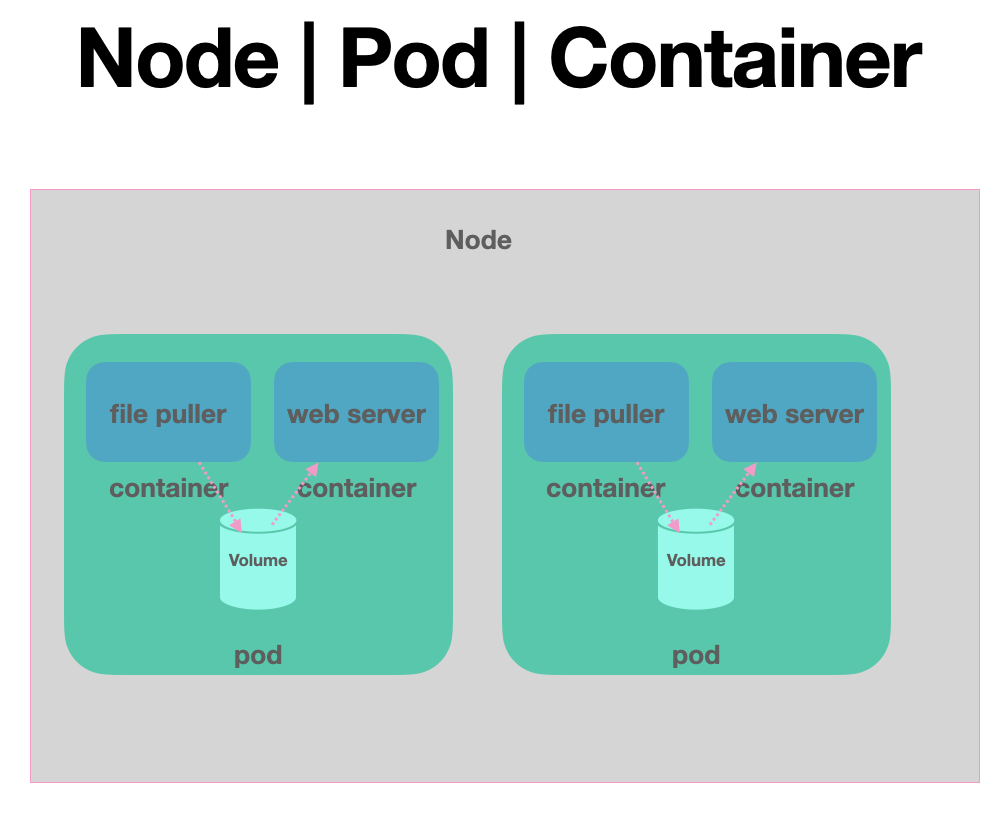 Node | Pod | Container
Node
file puller
web server
container
container
Volume
pod
file puller
web server
container
container
Volume
pod